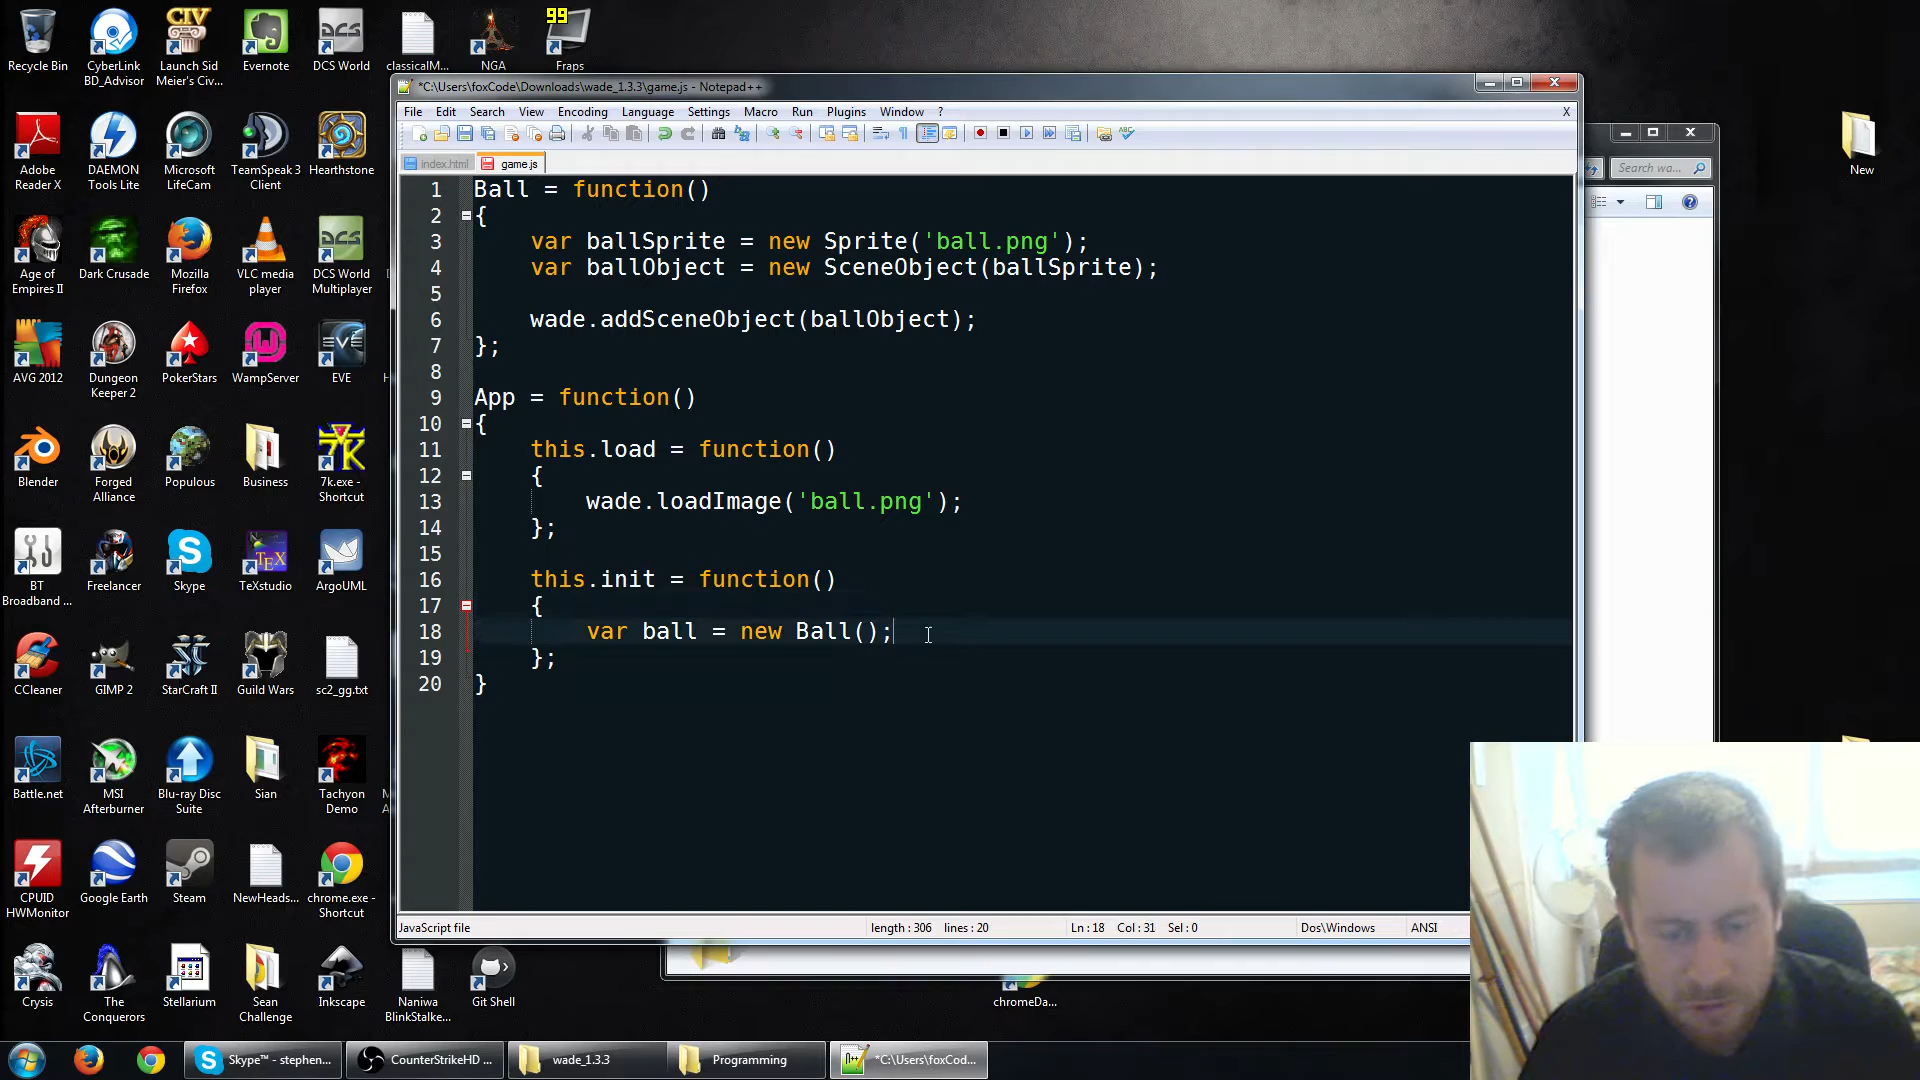 99
Recycle Bin
CyberLink BD_Advisor
CIV
Launch Sid Meier's Civ...
Evernote
DCS
DCS World
classicalM...
NGA
Fraps
Adobe Reader X
DAEMON Tools Lite
Microsoft LifeCam
TeamSpeak 3 Client
Hearthstone
Age of Empires II
Dark Crusade
Mozilla Firefox
VLC media player
DCS
DCS World Multiplayer
AVG 2012
Dungeon Keeper 2
PokerStars
WampServer
EVE
EVE
Blender
Forged Alliance
Populous
Business
7K
7k.exe - Shortcut
BT Broadband ...
Freelancer
Skype
TEX
TeXstudio
ArgoUML
CCleaner
GIMP 2
StarCraft II
Guild Wars
sc2_gg.txt
Battle.net
MSI Afterburner
Blu-ray Disc Suite
Sian
Tachyon Demo
CPUID HWMonitor
Google Earth
Steam
NewHeads...
chrome.exe - Shortcut
Crysis
The Conquerors
Stellarium
Sean Challenge
Inkscape
Naniwa BlinkStalke...
Git Shell
chromeDa...
New
Search wa...
*C:\Users\foxCode\Downloads\wade_1.3.3\game.js - Notepad++
File Edit Search View Encoding Settings Macro Run Plugins Window ? X
index.html game.js
1 Ball = function()
2 {
3 var ballSprite = new Sprite('ball.png');
4 var ballObject = new SceneObject(ballSprite);
5
6 wade.addSceneObject(ballObject);
7 };
8
9 App = function()
10 {
11 this.load = function()
12 {
13 wade.loadImage('ball.png');
14 };
15
16 this.init = function()
17 {
18 var ball = new Ball();
19 };
20 }
JavaScript file length : 306 lines : 20 Ln : 18 Col : 31 Sel : 0 Dos\Windows ANSI
Skype™ - stephen...
CounterStrikeHD ...
wade_1.3.3
Programming
*C:\Users\foxCod...